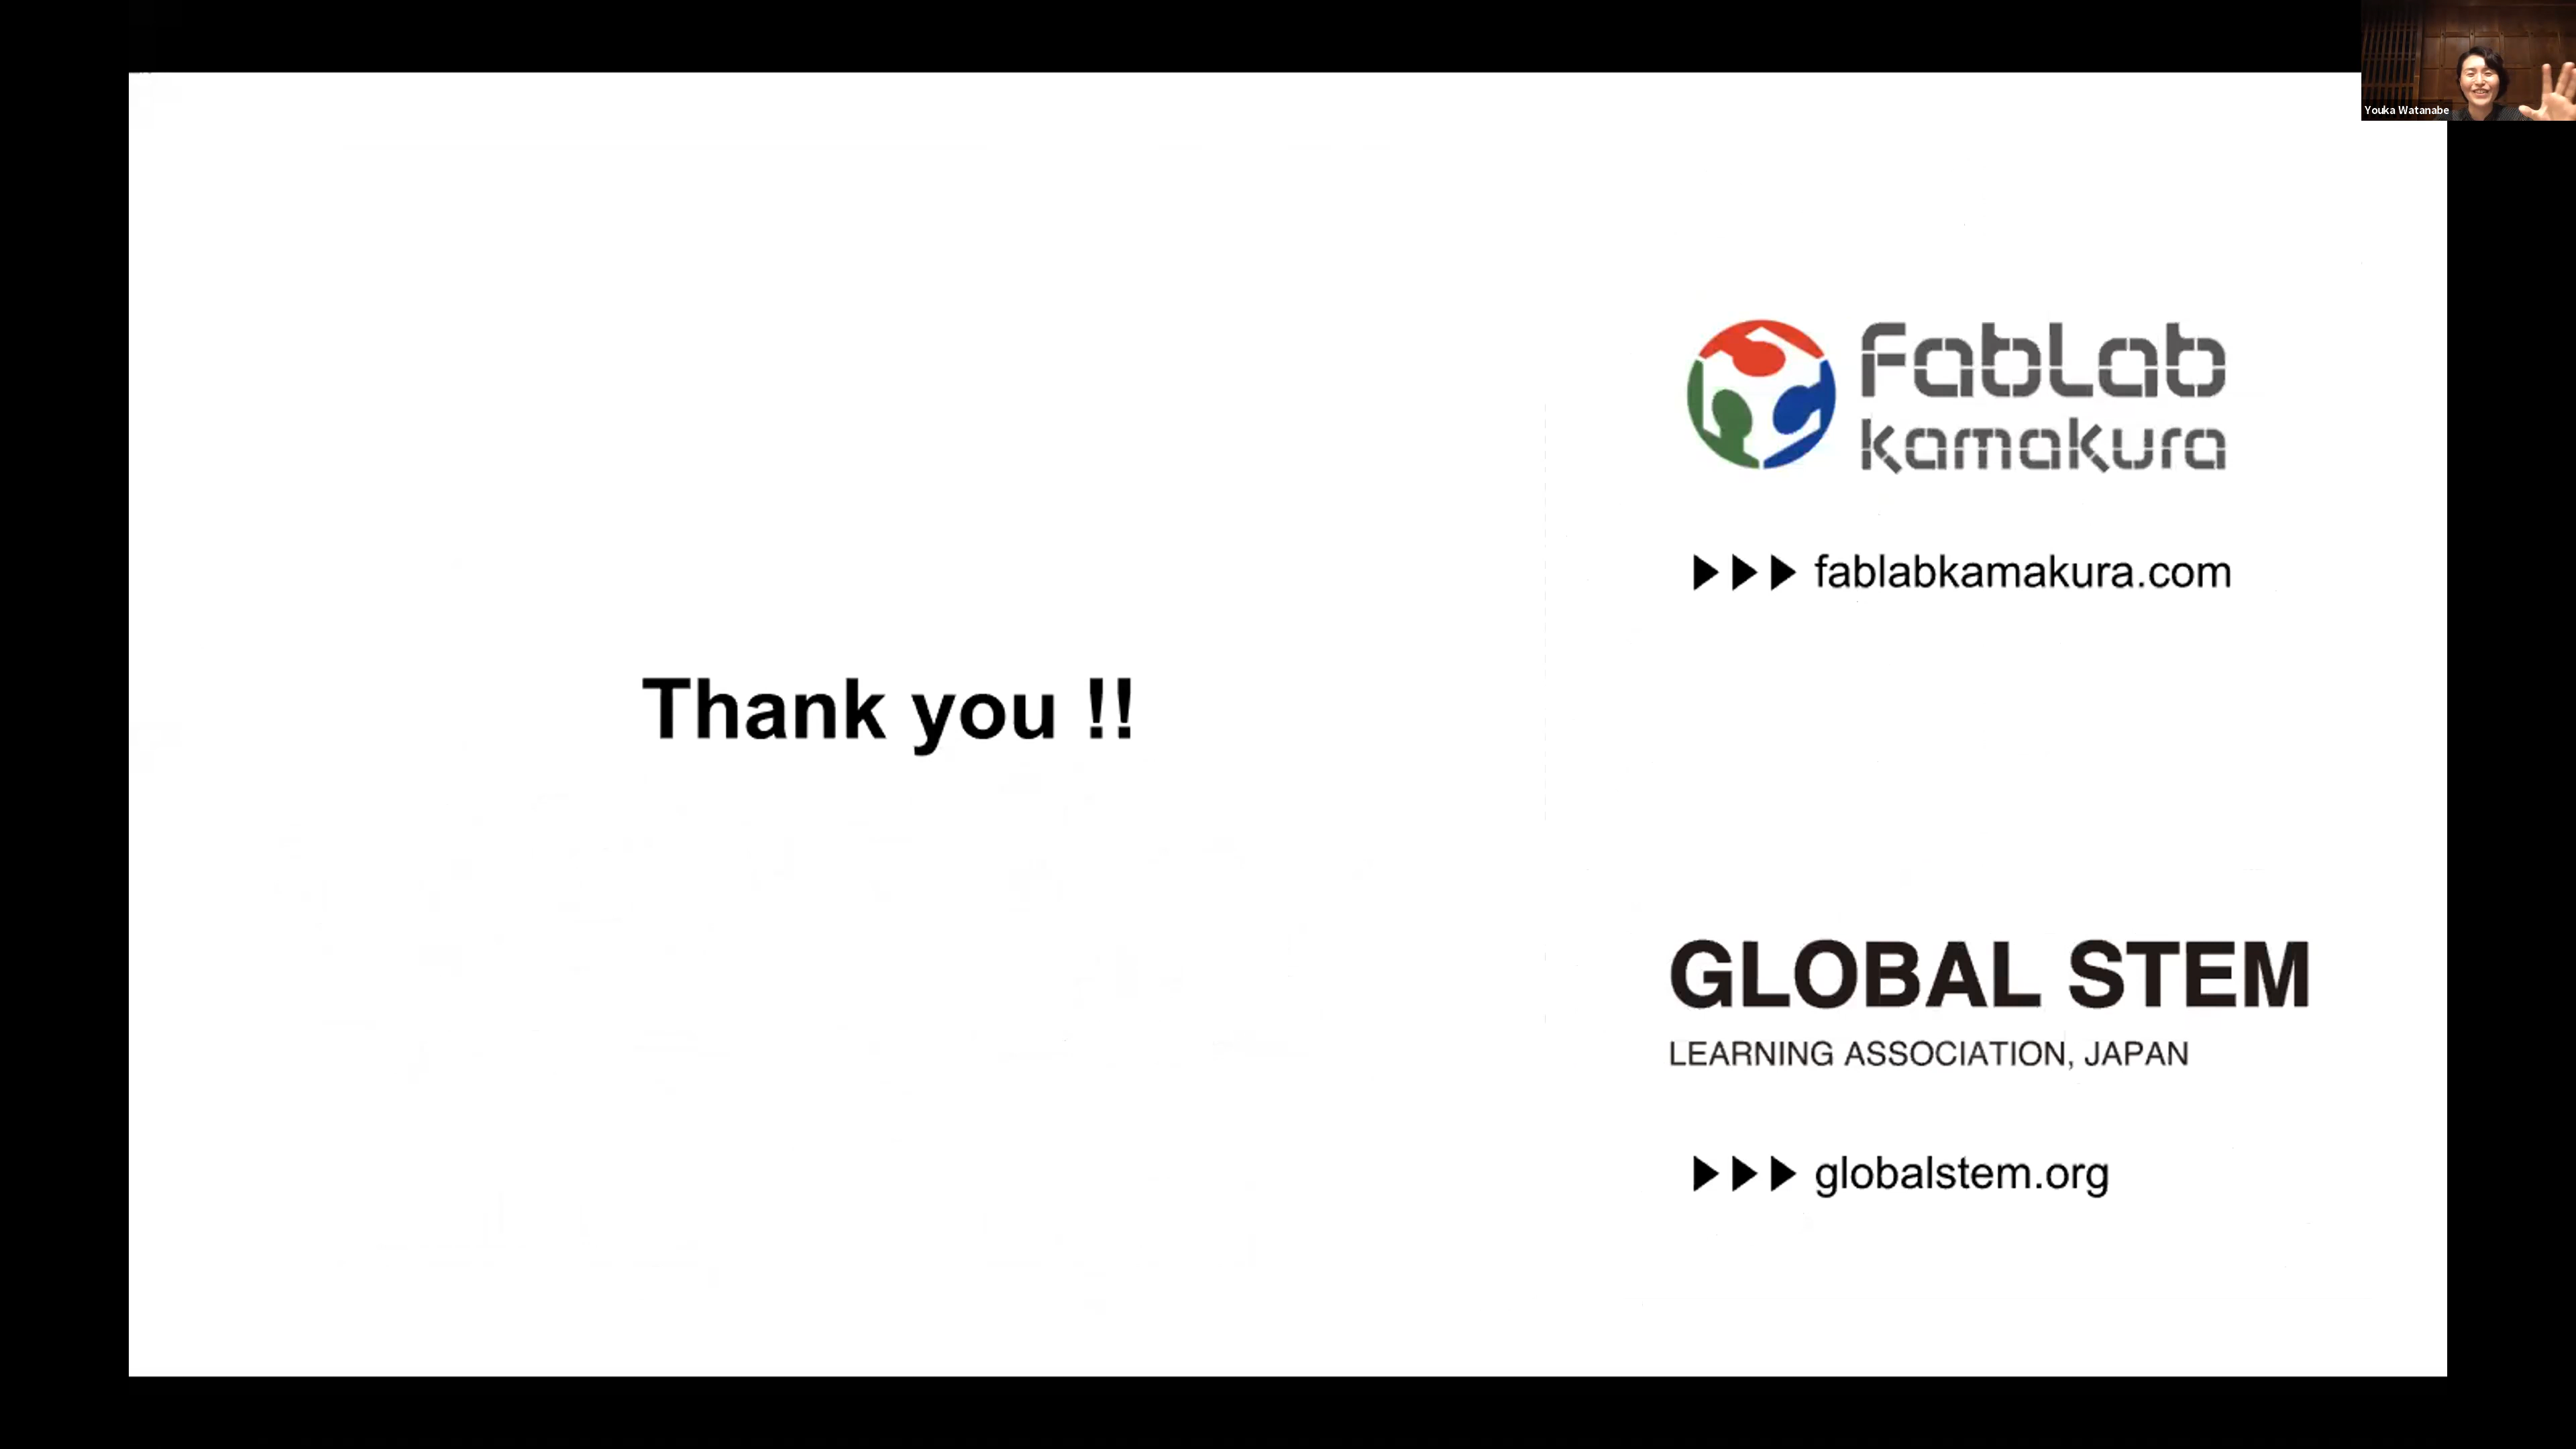 Youka Watanabe
FabLab
kamakura
▶▶▶ fablabkamakura.com
Thank you !!
GLOBAL STEM
LEARNING ASSOCIATION, JAPAN
▶▶▶ globalstem.org